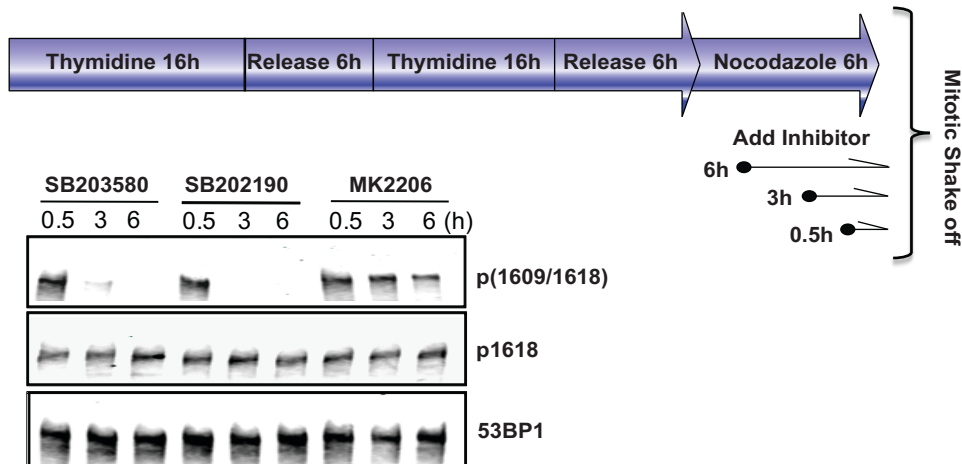 Thymidine 16h Release 6h Thymidine 16h Release 6h Nocodazole 6h
Mitotic Shake off
Add Inhibitor
6h
3h
0.5h
SB203580 SB202190 MK2206
0.5 3 6 0.5 3 6 0.5 3 6 (h)
p(1609/1618)
p1618
53BP1